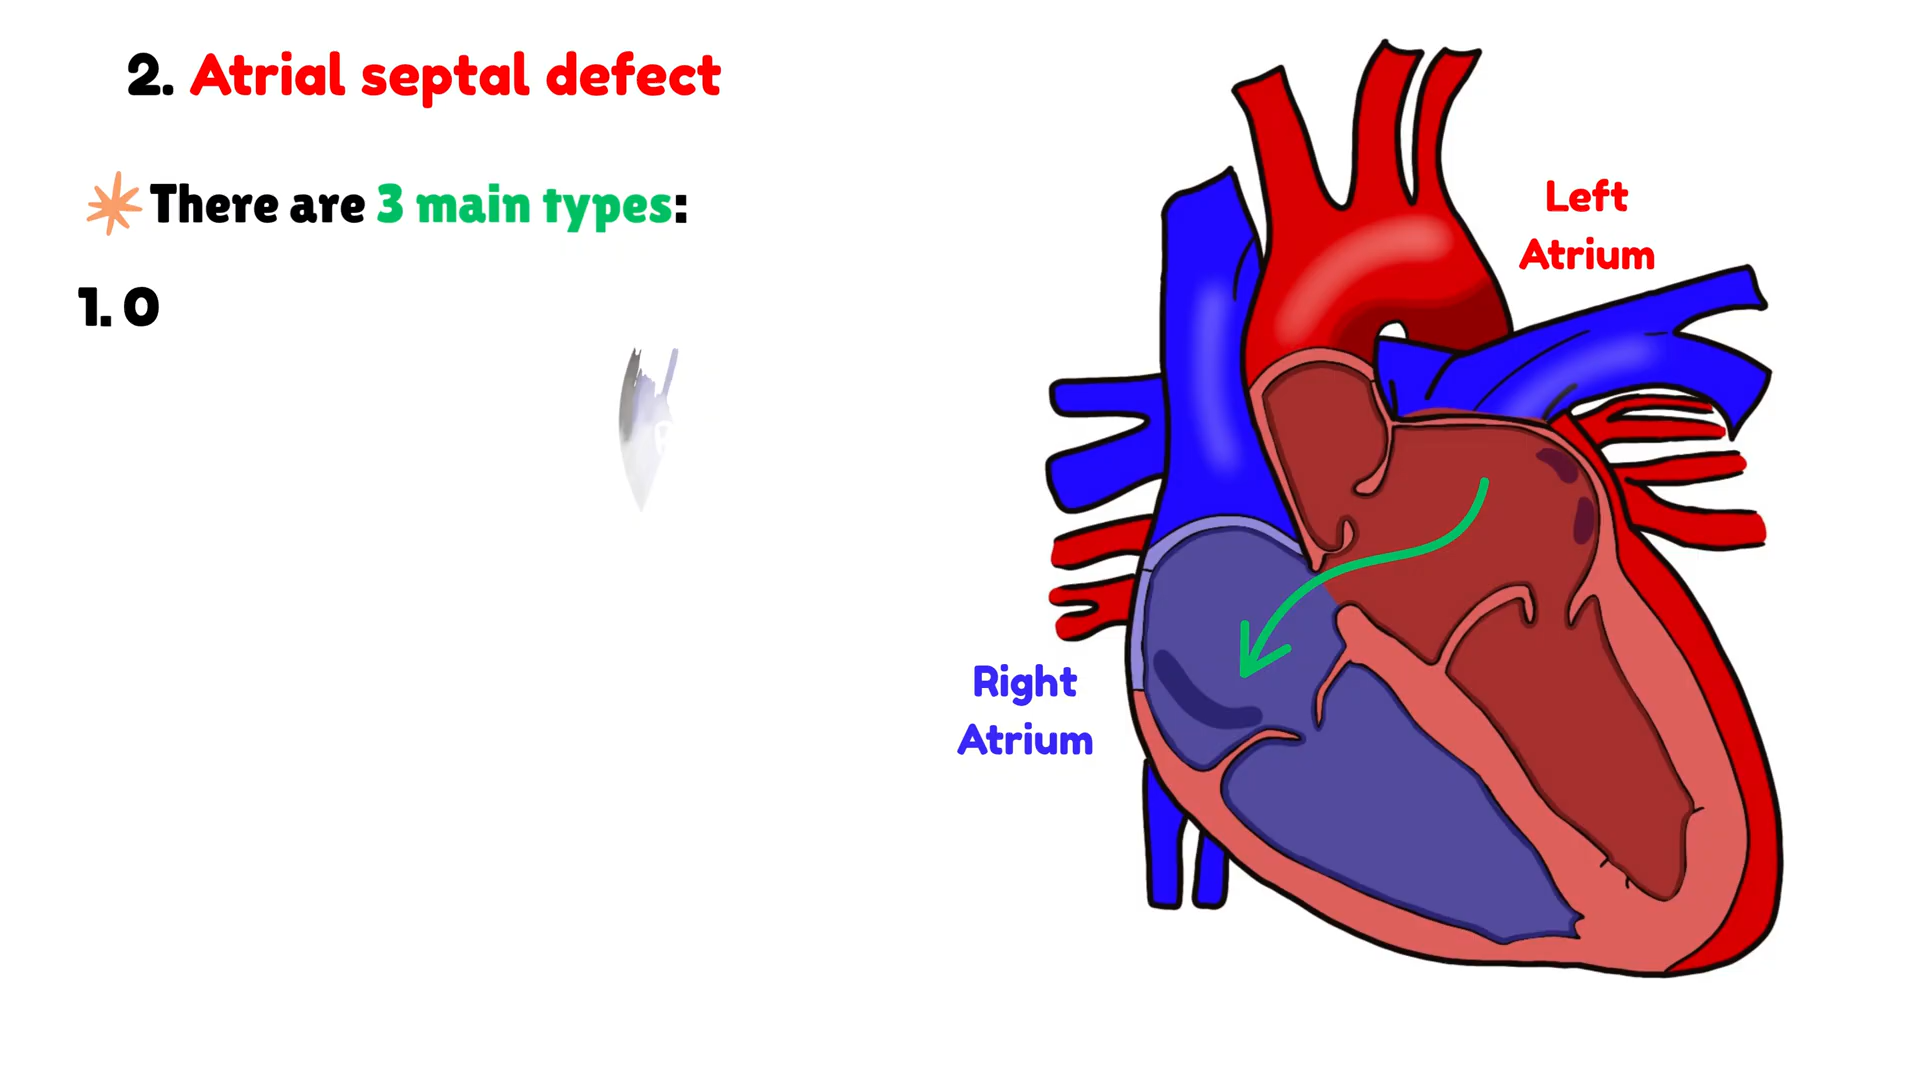 2. Atrial septal defect
There are 3 main types:
1. O
Left
Atrium
Right
Atrium